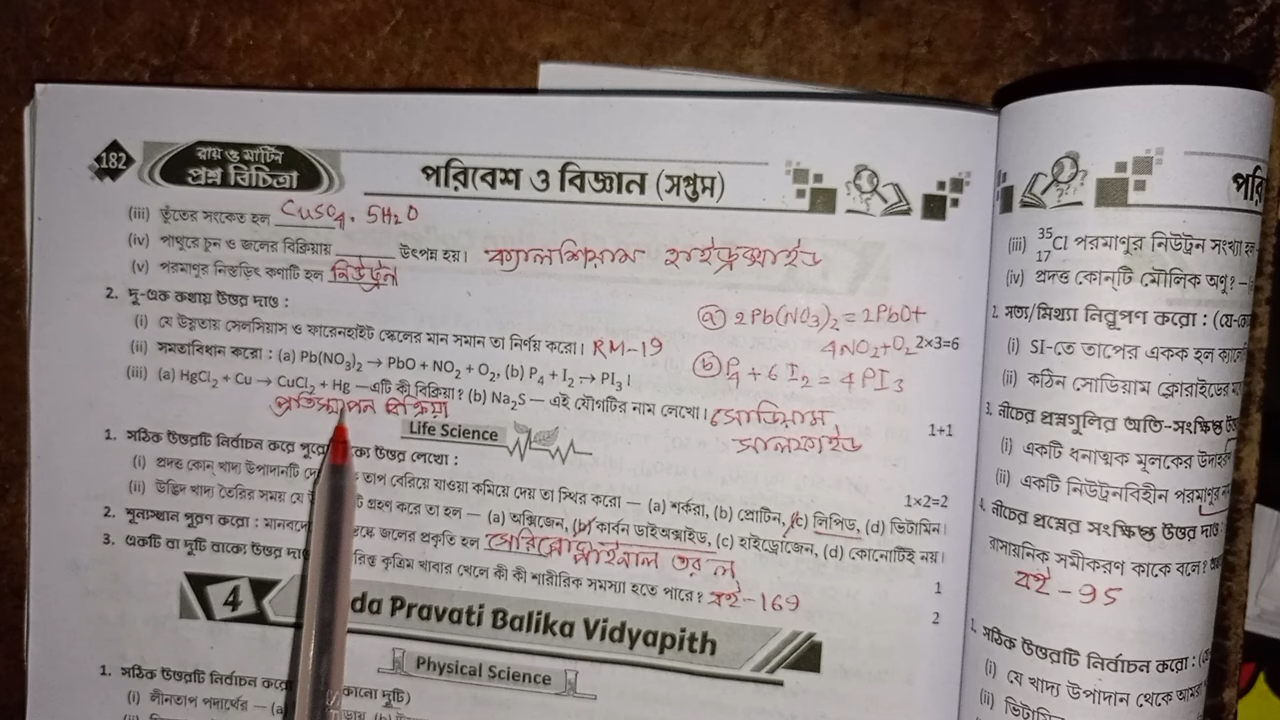 182
রায় ও মার্টিন
প্রশ্ন বিচিত্রা
পরিবেশ ও বিজ্ঞান (সপ্তম)
(iii) তুঁতের সংকেত হল CuSO4. 5H2O
(iv) পাথুরে চুন ও জলের বিক্রিয়ায় ______ উৎপন্ন হয়। ক্যালশিয়াম হাইড্রক্সাইড
(v) পরমাণুর নিস্তড়িৎ কণাটি হল নিউট্রন
2. দু-এক কথায় উত্তর দাও :
(i) যে উষ্ণতায় সেলসিয়াস ও ফারেনহাইট স্কেলের মান সমান তা নির্ণয় করো। RM-19
(a) 2Pb(NO3)2 = 2PbO+
4NO2+O2 2×3=6
(ii) সমতাবিধান করো : (a) Pb(NO3)2 → PbO + NO2 + O2, (b) P4 + I2 → PI3।
(b) P4 + 6I2 = 4PI3
(iii) (a) HgCl2 + Cu → CuCl2 + Hg —এটি কী বিক্রিয়া? (b) Na2S — এই যৌগটির নাম লেখো। সোডিয়াম
সালফাইড
প্রতিস্থাপন বিক্রিয়া
1+1
Life Science
1. সঠিক উত্তরটি নির্বাচন করে উত্তর লেখো :
(i) প্রদত্ত কোন্ খাদ্য উপাদানটি তাপ বেরিয়ে যাওয়া কমিয়ে দেয় তা স্থির করো — (a) শর্করা, (b) প্রোটিন, (c) লিপিড, (d) ভিটামিন।
1×2=2
(ii) উদ্ভিদ খাদ্য তৈরির সময় যে গ্রহণ করে তা হল — (a) অক্সিজেন, (b) কার্বন ডাইঅক্সাইড, (c) হাইড্রোজেন, (d) কোনোটিই নয়।
2. শূন্যস্থান পূরণ করো : জলের প্রকৃতি হল
তরল
1
3. একটি বা দুটি বাক্যে উত্তর কৃত্রিম খাবার খেলে কী কী শারীরিক সমস্যা হতে পারে? বই-169
2
4
da Pravati Balika Vidyapith
Physical Science
1. সঠিক উত্তরটি নির্বাচন করো দুটি)
(i) লীনতাপ পদার্থের — (a)
(iii) 35 17 Cl পরমাণুর নিউট্রন সংখ্যা
(iv) প্রদত্ত কোন্‌টি মৌলিক অণু? —
2. সত্য/মিথ্যা নিরূপণ করো :
(i) SI-তে তাপের একক হল
(ii) কঠিন সোডিয়াম ক্লোরাইডের
3. নীচের প্রশ্নগুলির অতি-সংক্ষিপ্ত
(i) একটি ধনাত্মক মূলকের
(ii) একটি নিউট্রনবিহীন পরমাণুর
4. নীচের প্রশ্নের সংক্ষিপ্ত উত্তর দাও
রাসায়নিক সমীকরণ কাকে বলে?
বই-95
1. সঠিক উত্তরটি নির্বাচন করো :
(i) যে খাদ্য উপাদান থেকে
(ii)